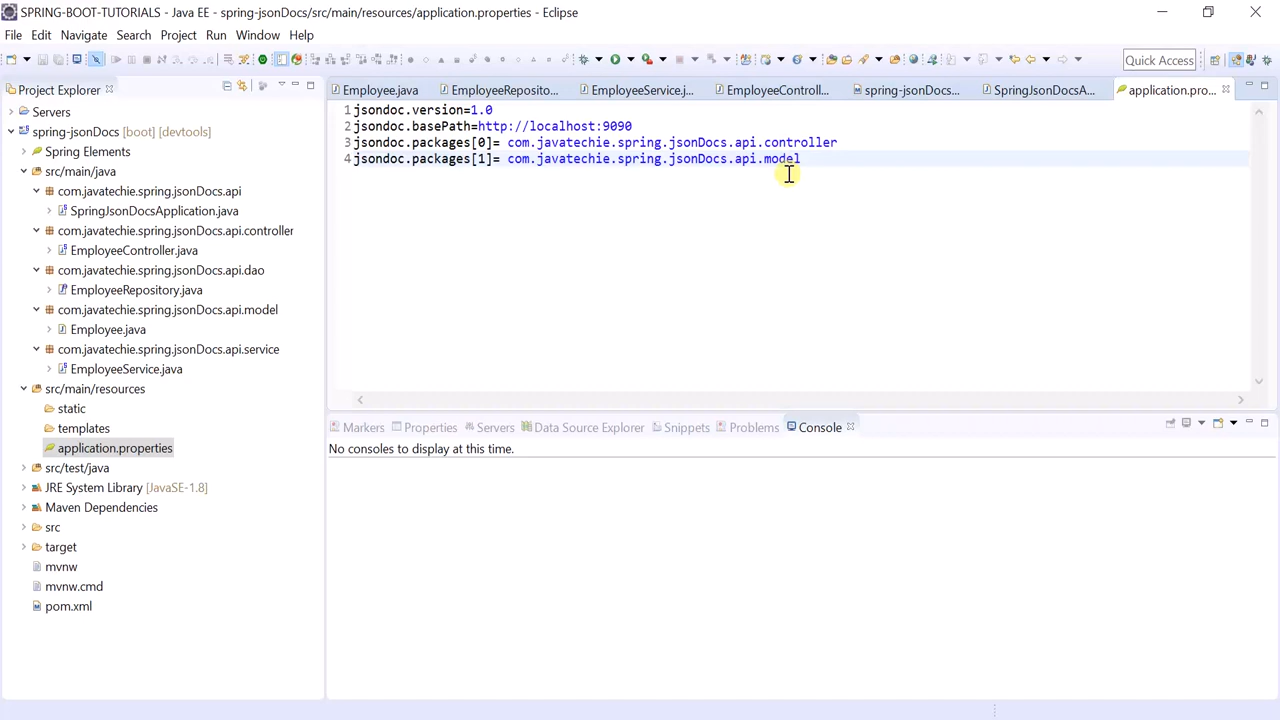 SPRING-BOOT-TUTORIALS - Java EE - spring-jsonDocs/src/main/resources/application.properties - Eclipse
File Edit Navigate Search Project Run Window Help
Quick Access
Project Explorer
Servers
spring-jsonDocs [boot] [devtools]
Spring Elements
src/main/java
com.javatechie.spring.jsonDocs.api
SpringJsonDocsApplication.java
com.javatechie.spring.jsonDocs.api.controller
EmployeeController.java
com.javatechie.spring.jsonDocs.api.dao
EmployeeRepository.java
com.javatechie.spring.jsonDocs.api.model
Employee.java
com.javatechie.spring.jsonDocs.api.service
EmployeeService.java
src/main/resources
static
templates
application.properties
src/test/java
JRE System Library [JavaSE-1.8]
Maven Dependencies
src
target
mvnw
mvnw.cmd
pom.xml
Employee.java EmployeeReposito... EmployeeService.j... EmployeeControll... spring-jsonDocs... SpringJsonDocsA... application.pro...
1 jsondoc.version=1.0
2 jsondoc.basePath=http://localhost:9090
3 jsondoc.packages[0]= com.javatechie.spring.jsonDocs.api.controller
4 jsondoc.packages[1]= com.javatechie.spring.jsonDocs.api.model
Markers Properties Servers Data Source Explorer Snippets Problems Console
No consoles to display at this time.